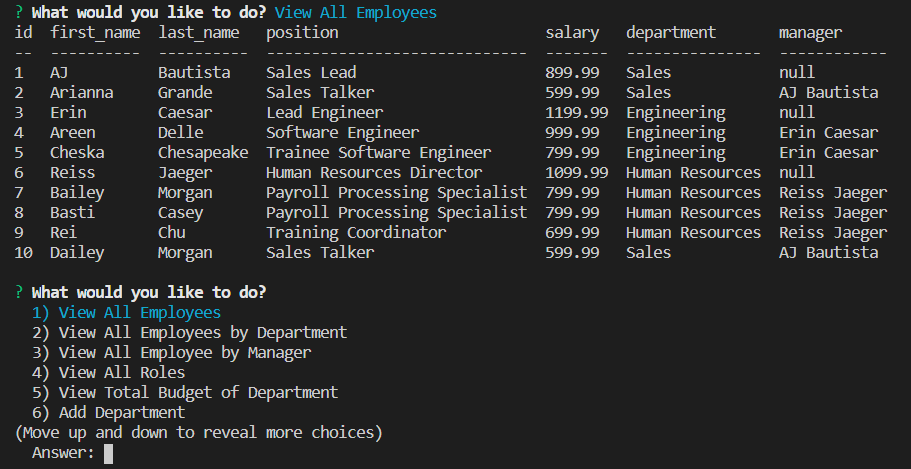 ? What would you like to do? View All Employees
id  first_name  last_name   position                       salary   department       manager
--  ----------  ----------  -----------------------------  -------  ---------------  ------------
1   AJ          Bautista    Sales Lead                     899.99   Sales            null
2   Arianna     Grande      Sales Talker                   599.99   Sales            AJ Bautista
3   Erin        Caesar      Lead Engineer                  1199.99  Engineering      null
4   Areen       Delle       Software Engineer              999.99   Engineering      Erin Caesar
5   Cheska      Chesapeake  Trainee Software Engineer      799.99   Engineering      Erin Caesar
6   Reiss       Jaeger      Human Resources Director       1099.99  Human Resources  null
7   Bailey      Morgan      Payroll Processing Specialist  799.99   Human Resources  Reiss Jaeger
8   Basti       Casey       Payroll Processing Specialist  799.99   Human Resources  Reiss Jaeger
9   Rei         Chu         Training Coordinator           699.99   Human Resources  Reiss Jaeger
10  Dailey      Morgan      Sales Talker                   599.99   Sales            AJ Bautista
? What would you like to do?
1) View All Employees
2) View All Employees by Department
3) View All Employee by Manager
4) View All Roles
5) View Total Budget of Department
6) Add Department
(Move up and down to reveal more choices)
Answer: